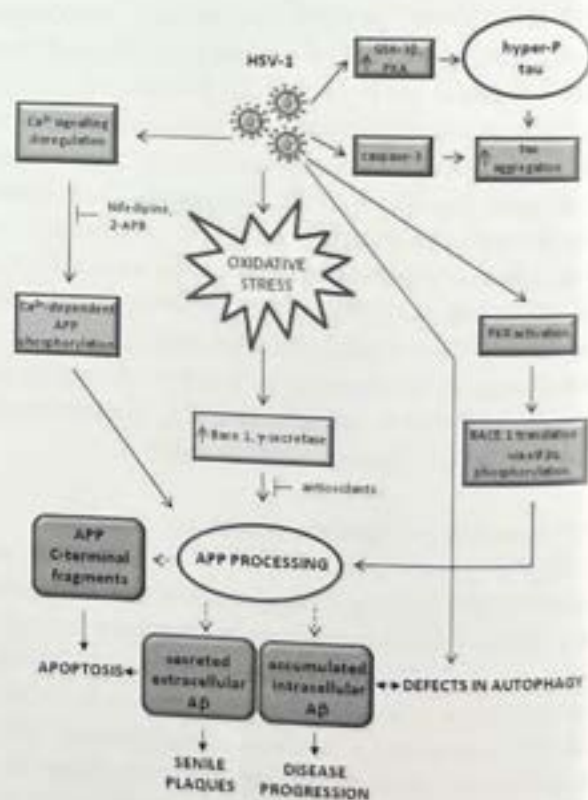 HSV-1
↑ GSK-3β,
PKA
hyper-P
tau
Ca²⁺ signalling
disregulation
caspase-3
↑ tau
aggregation
Nifedipine,
2-APB
OXIDATIVE
STRESS
Ca²⁺-dependent
APP
phosphorylation
PKR activation
↑ Bace 1, γ-secretase
BACE 1 translation
via eIF2α
phosphorylation
antioxidants
APP
C-terminal
fragments
APP PROCESSING
APOPTOSIS
secreted
extracellular
Aβ
accumulated
intracellular
Aβ
DEFECTS IN AUTOPHAGY
SENILE
PLAQUES
DISEASE
PROGRESSION